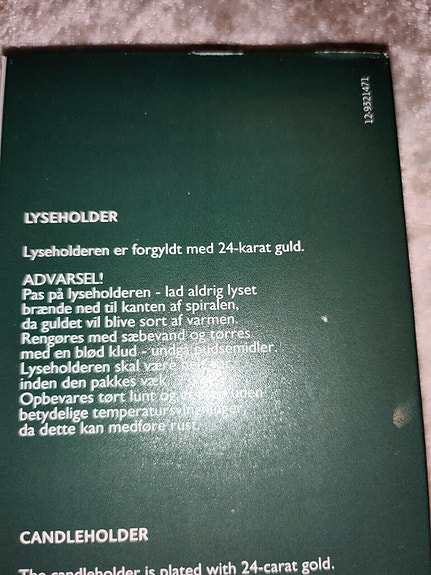 12-9321471
LYSEHOLDER
Lyseholderen er forgyldt med 24-karat guld.
ADVARSEL!
Pas på lyseholderen - lad aldrig lyset
brænde ned til kanten af spiralen,
da guldet vil blive sort af varmen.
Rengøres med sæbevand og tørres
med en blød klud - undgå pudsemidler.
Lyseholderen skal være
inden den pakkes væk
Opbevares tørt lunt og
betydelige temperatursvingninger,
da dette kan medføre rust.
CANDLEHOLDER
The candleholder is plated with 24-carat gold.